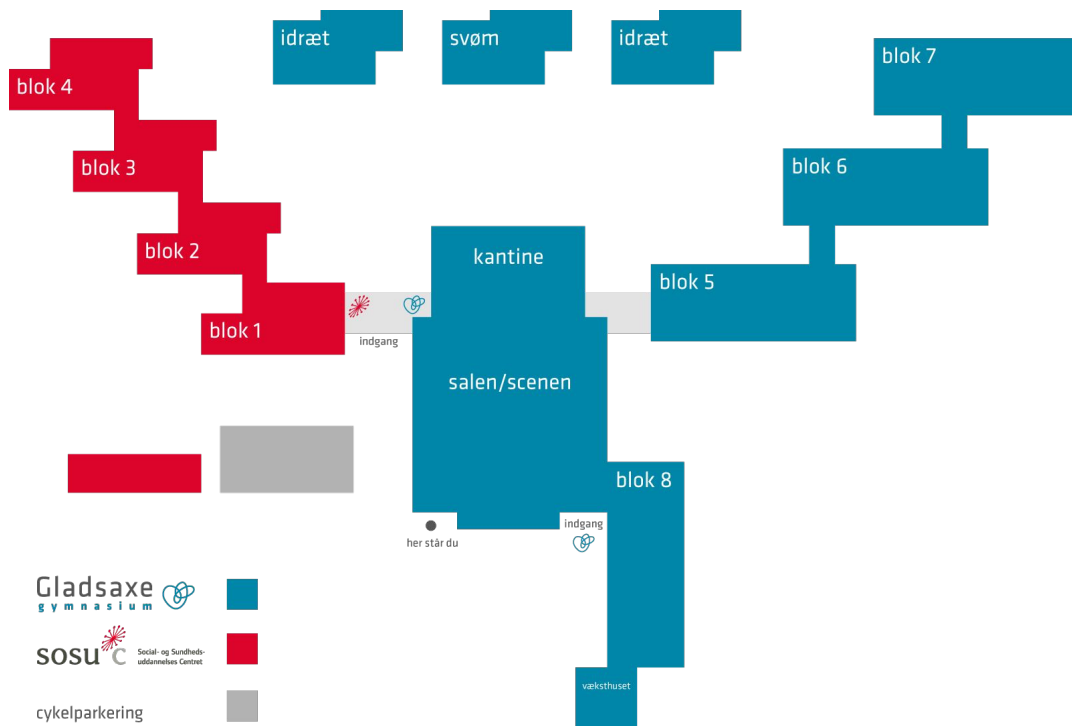 idræt
svøm
idræt
blok 7
blok 4
blok 3
blok 6
blok 2
kantine
blok 5
blok 1
indgang
salen/scenen
blok 8
indgang
her står du
Gladsaxe
gymnasium
sosu c
Social- og Sundheds-
uddannelses Centret
væksthuset
cykelparkering